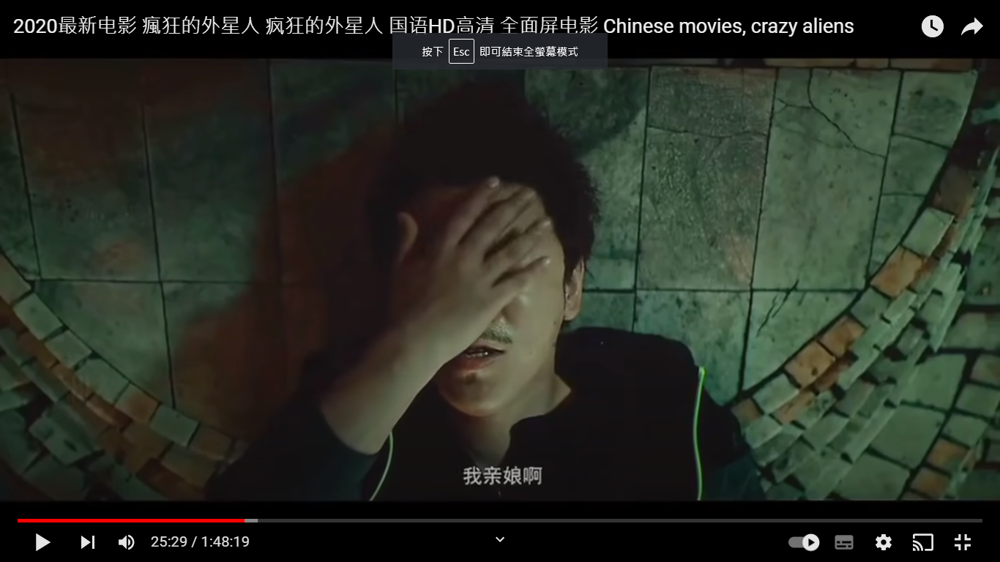 2020最新电影 瘋狂的外星人 疯狂的外星人 国语HD高清 全面屏电影 Chinese movies, crazy aliens
按下 Esc 即可結束全螢幕模式
我亲娘啊
25:29 / 1:48:19